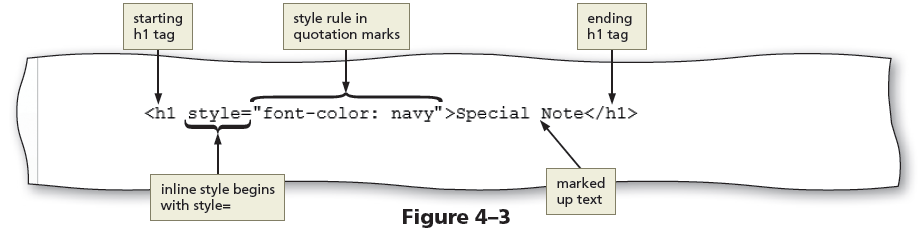 starting
h1 tag
style rule in
quotation marks
ending
h1 tag
<h1 style="font-color: navy">Special Note</h1>
inline style begins
with style=
marked
up text
Figure 4–3